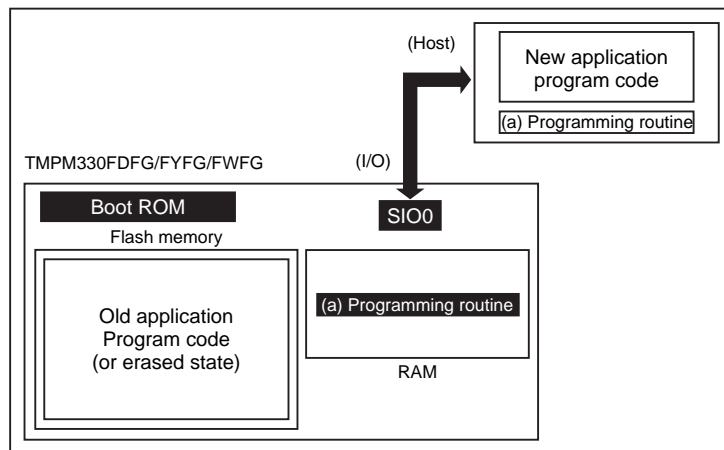 (Host)
New application
program code
(a) Programming routine
(I/O)
TMPM330FDFG/FYFG/FWFG
Boot ROM
SIO0
Flash memory
Old application
Program code
(or erased state)
(a) Programming routine
RAM